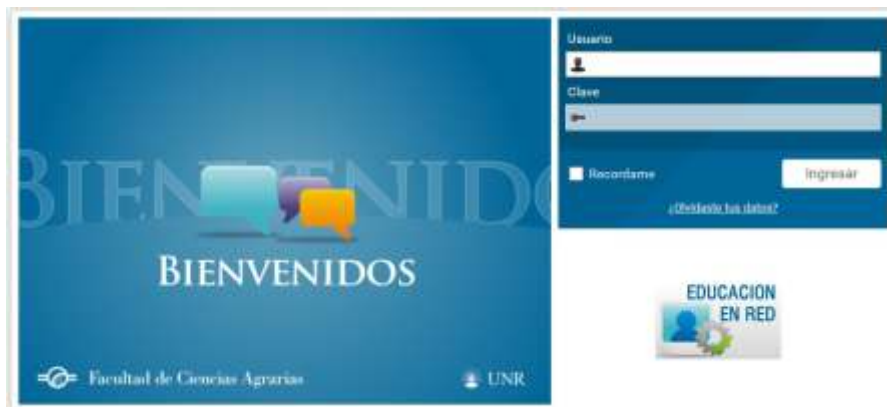 BIENVENIDOS
BIENVENIDOS
Facultad de Ciencias Agrarias
UNR
Usuario
Clave
Recordame
Ingresar
¿Olvidaste tus datos?
EDUCACION
EN RED